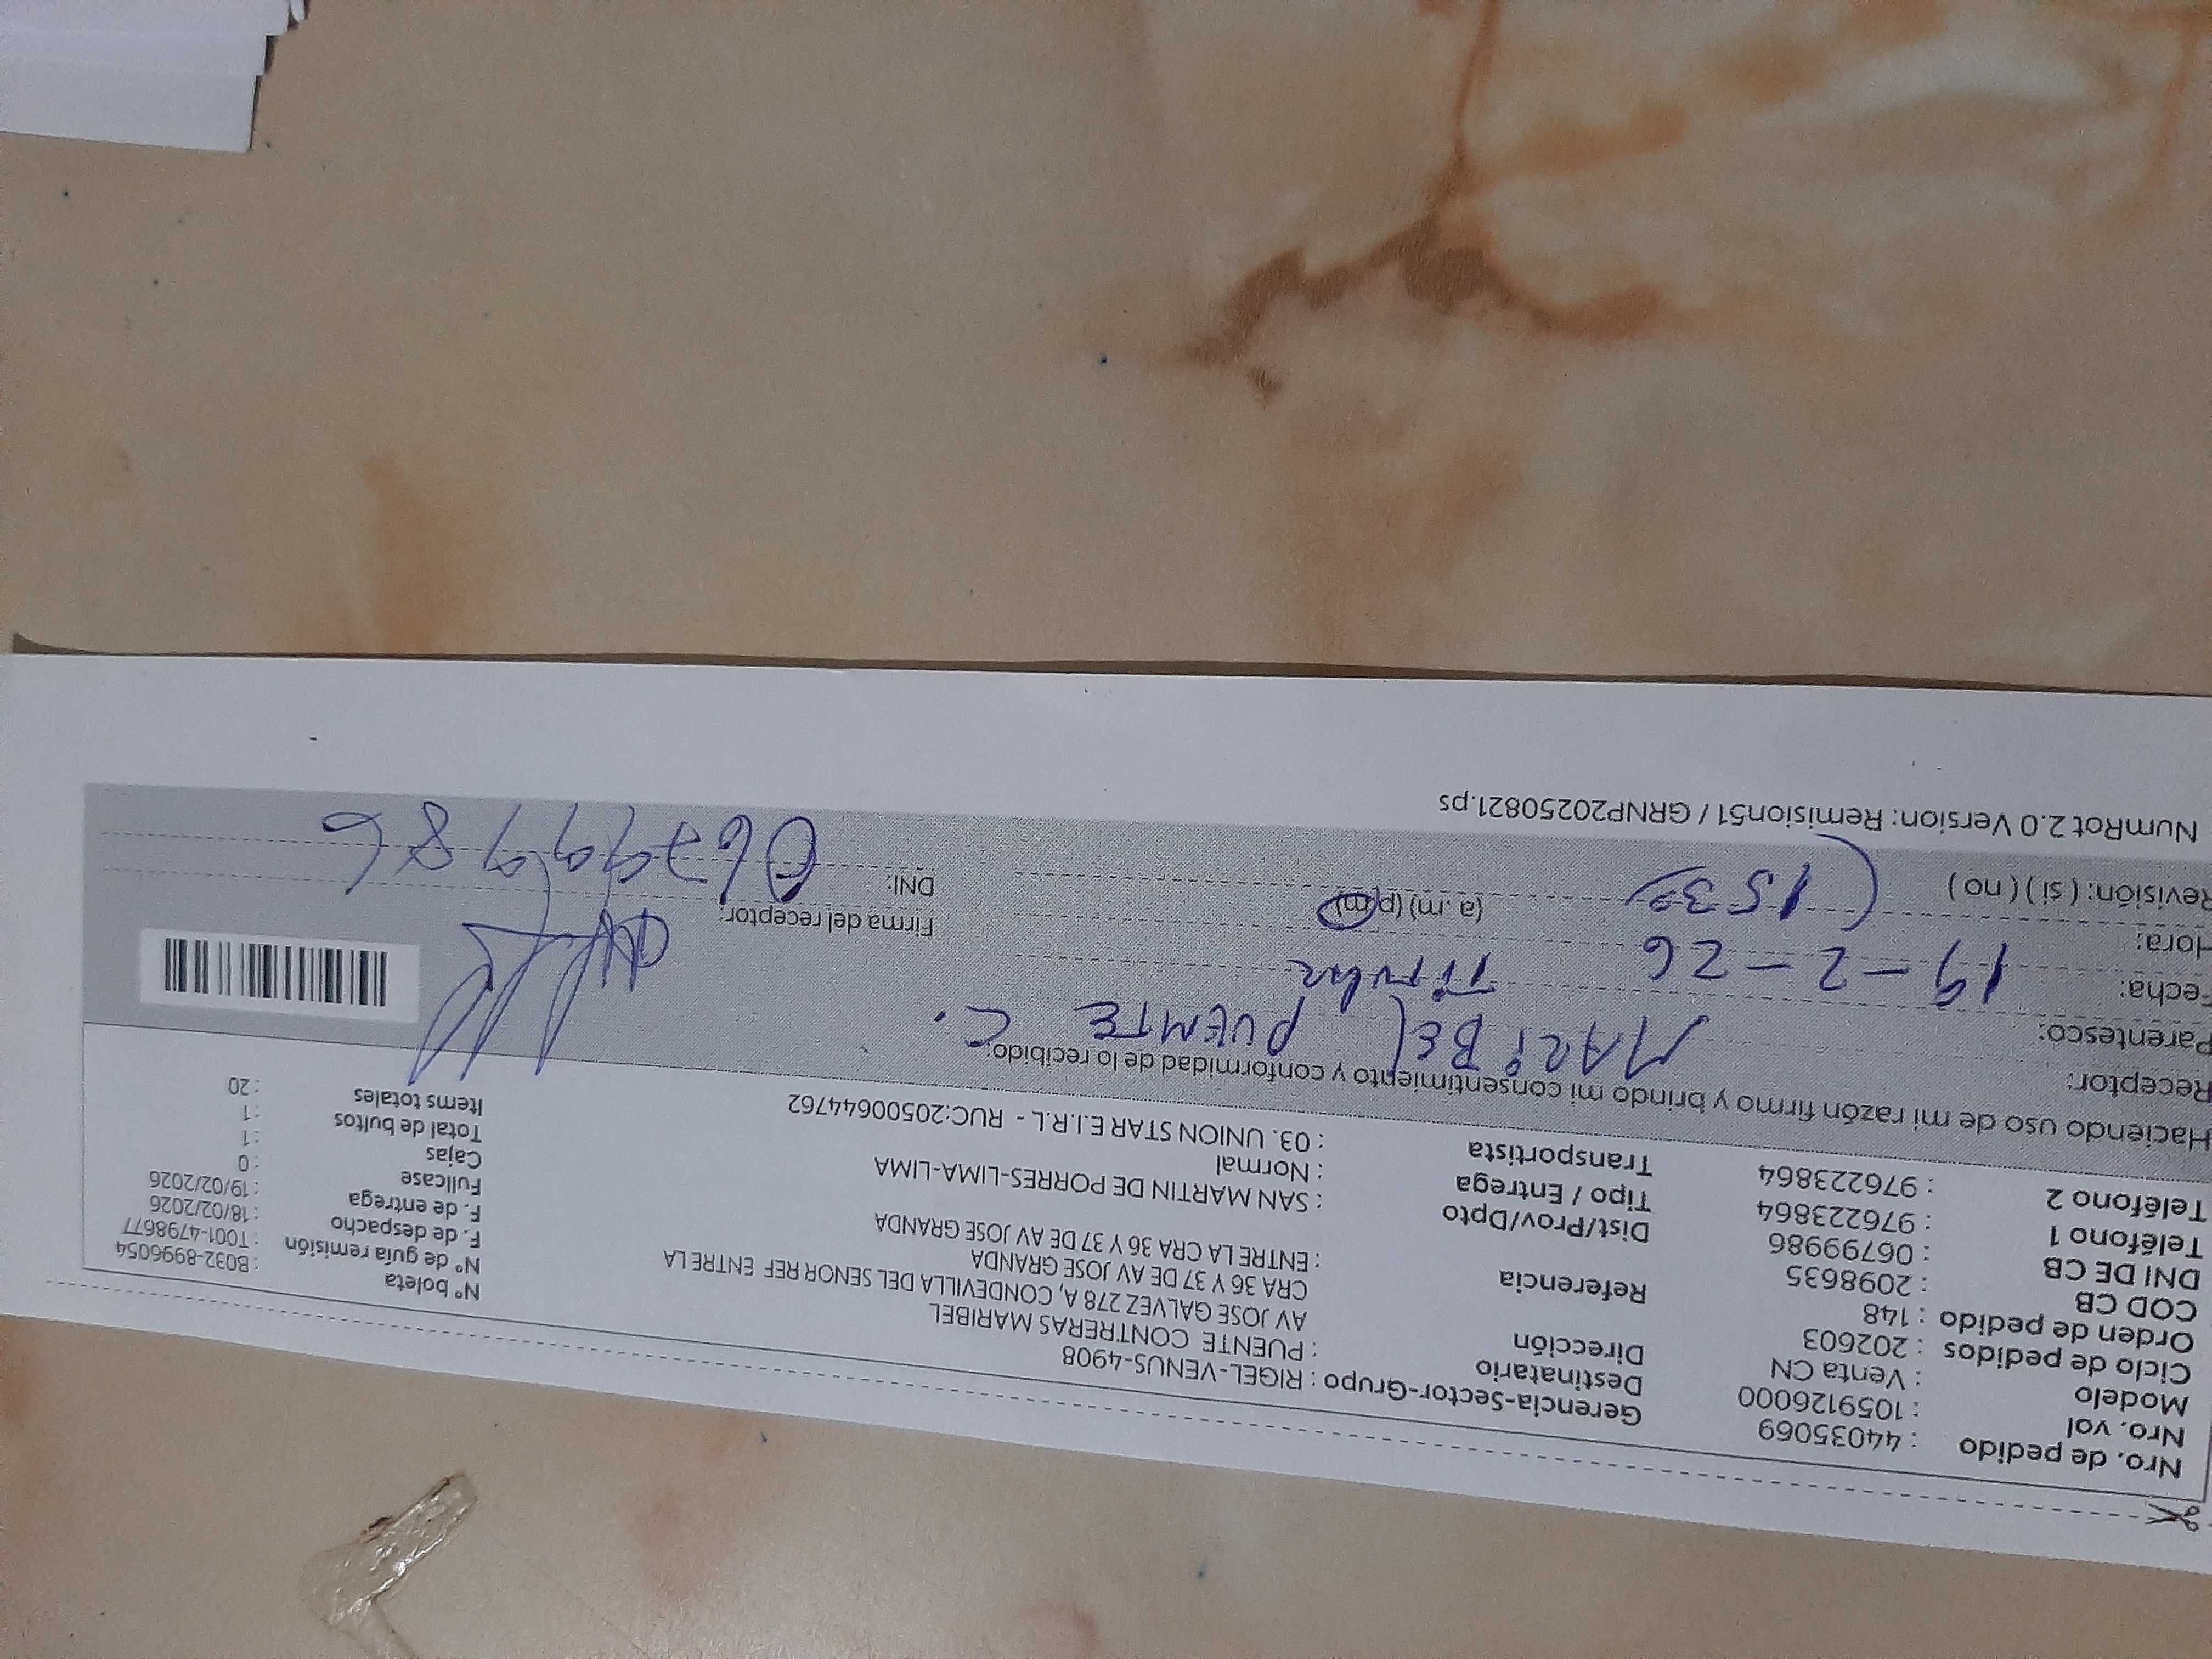 Nro. de pedido : 44035069
Nro. vol : 1059126000
Modelo : Venta CN
Ciclo de pedidos : 202603
Orden de pedido : 148
COD CB : 2098635
DNI DE CB : 06799986
Teléfono 1 : 976223864
Teléfono 2 : 976223864
Gerencia-Sector-Grupo : RIGEL-VENUS-4908
Destinatario : PUENTE CONTRERAS MARIBEL
Dirección AV JOSE GALVEZ 278 A, CONDEVILLA DEL SENOR REF ENTRE LA
CRA 36 Y 37 DE AV JOSE GRANDA
Referencia : ENTRE LA CRA 36 Y 37 DE AV JOSE GRANDA
Dist/Prov/Dpto : SAN MARTIN DE PORRES-LIMA-LIMA
Tipo / Entrega : Normal
Transportista : 03. UNION STAR E.I.R.L - RUC:20500644762
Nº boleta : B032-8996054
Nº de guía remisión : T001-4798677
F. de despacho : 18/02/2026
F. de entrega : 19/02/2026
Fullcase : 0
Cajas : 1
Total de bultos : 1
Items totales : 20
Haciendo uso de mi razón firmo y brindo mi consentimiento y conformidad de lo recibido:
Receptor: MARIBEL PUENTE C.
Parentesco: Titular
Fecha: 19-2-26
Hora: 1532 (a.m) (p.m)
Revisión: ( si ) ( no )
Firma del receptor:
DNI: 06799986
NumRot 2.0 Version: Remision51 / GRNP20250821.ps